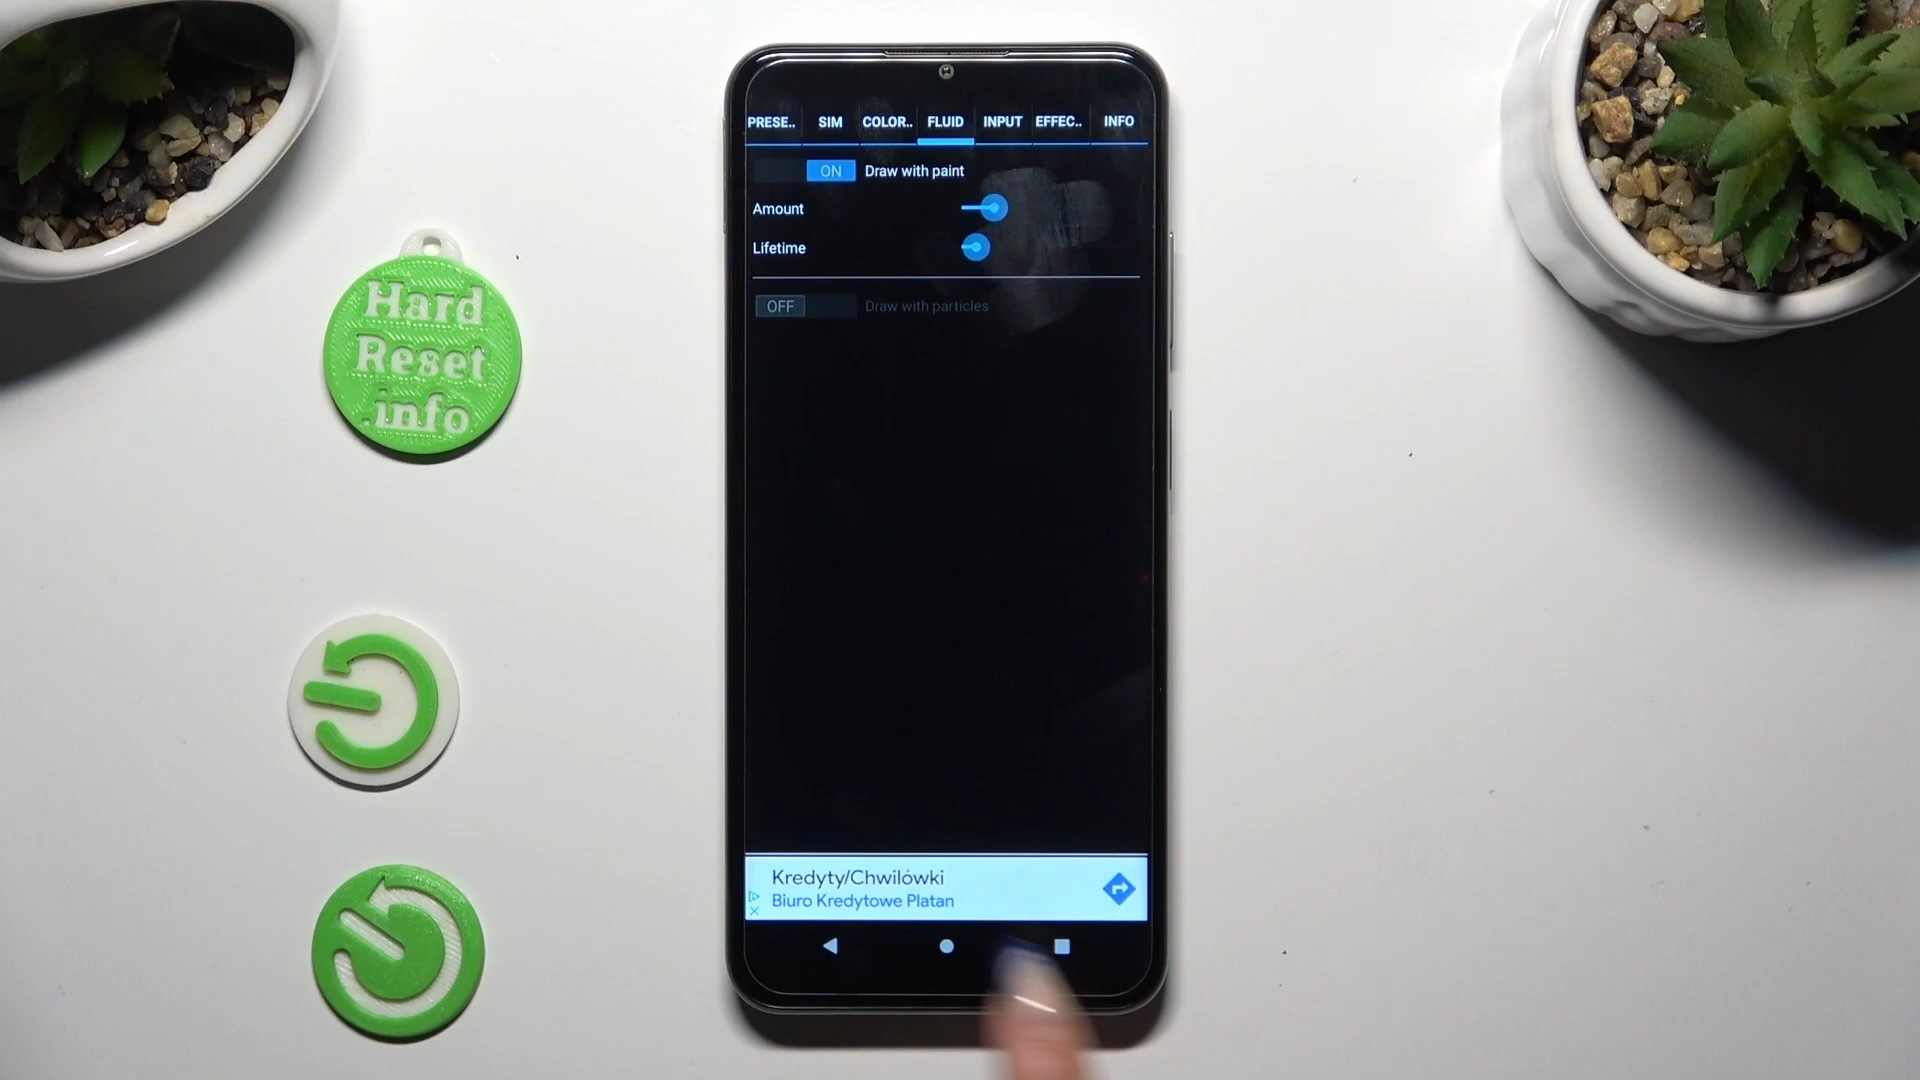 Hard
Reset
.info
PRESE.. SIM COLOR.. FLUID INPUT EFFEC.. INFO
ON Draw with paint
Amount
Lifetime
OFF Draw with particles
Kredyty/Chwilówki
Biuro Kredytowe Platan